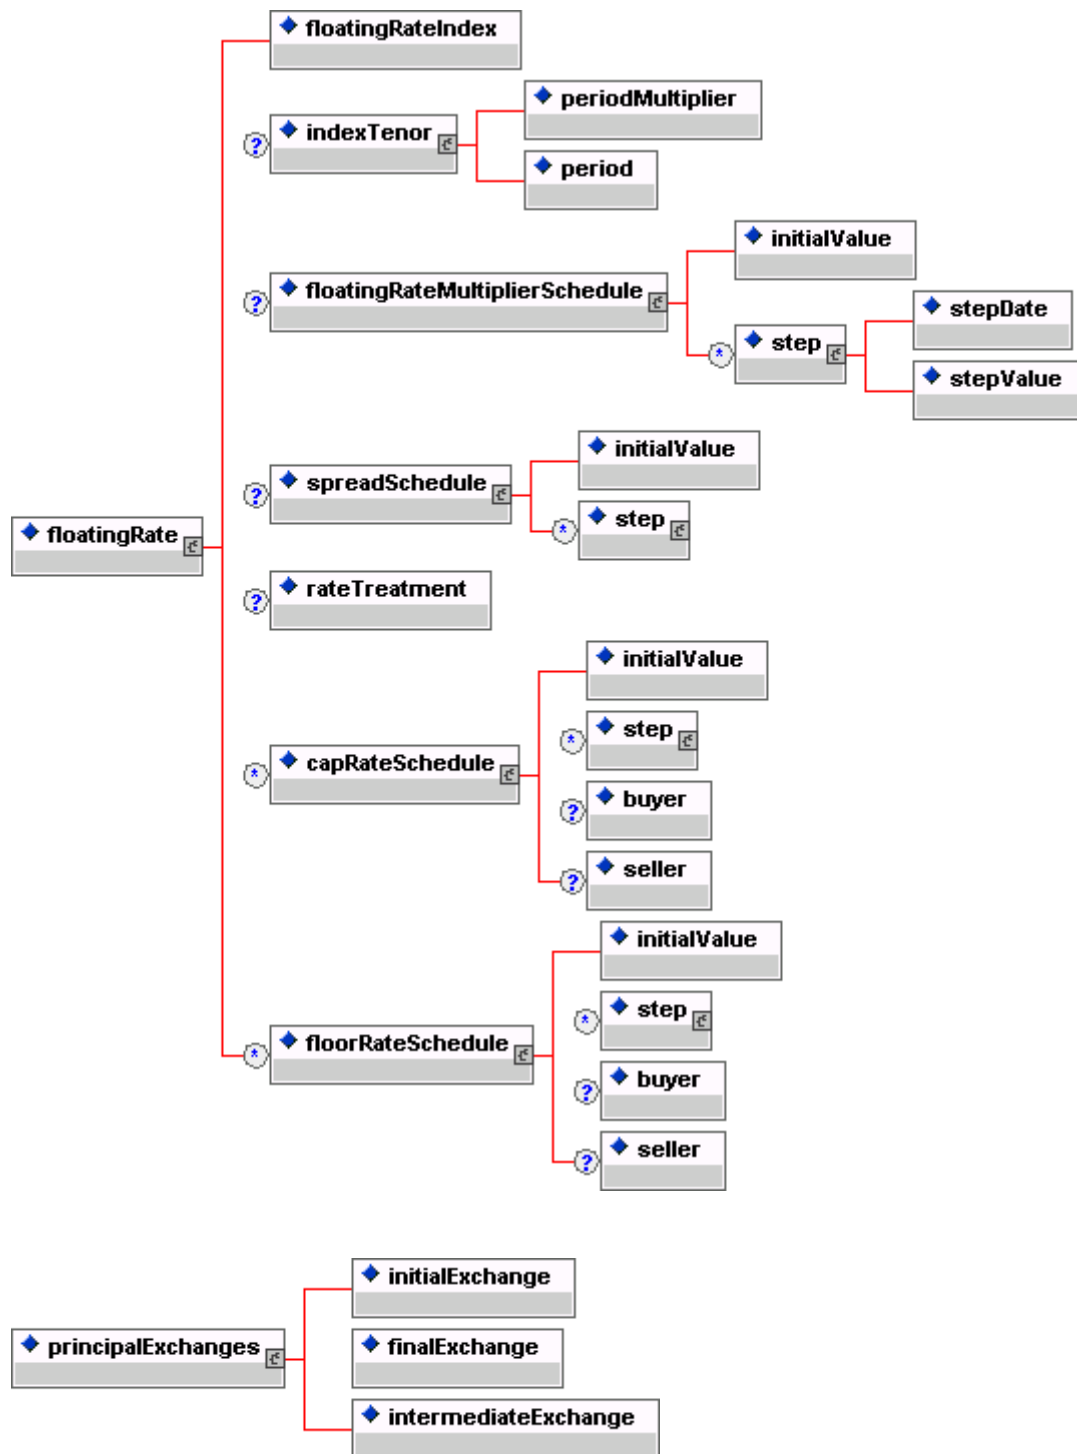 floatingRateIndex
periodMultiplier
? indexTenor
period
initialValue
? floatingRateMultiplierSchedule
stepDate
* step
stepValue
initialValue
? spreadSchedule
* step
floatingRate
? rateTreatment
initialValue
* step
* capRateSchedule
? buyer
? seller
initialValue
* step
* floorRateSchedule
? buyer
? seller
initialExchange
principalExchanges
finalExchange
intermediateExchange